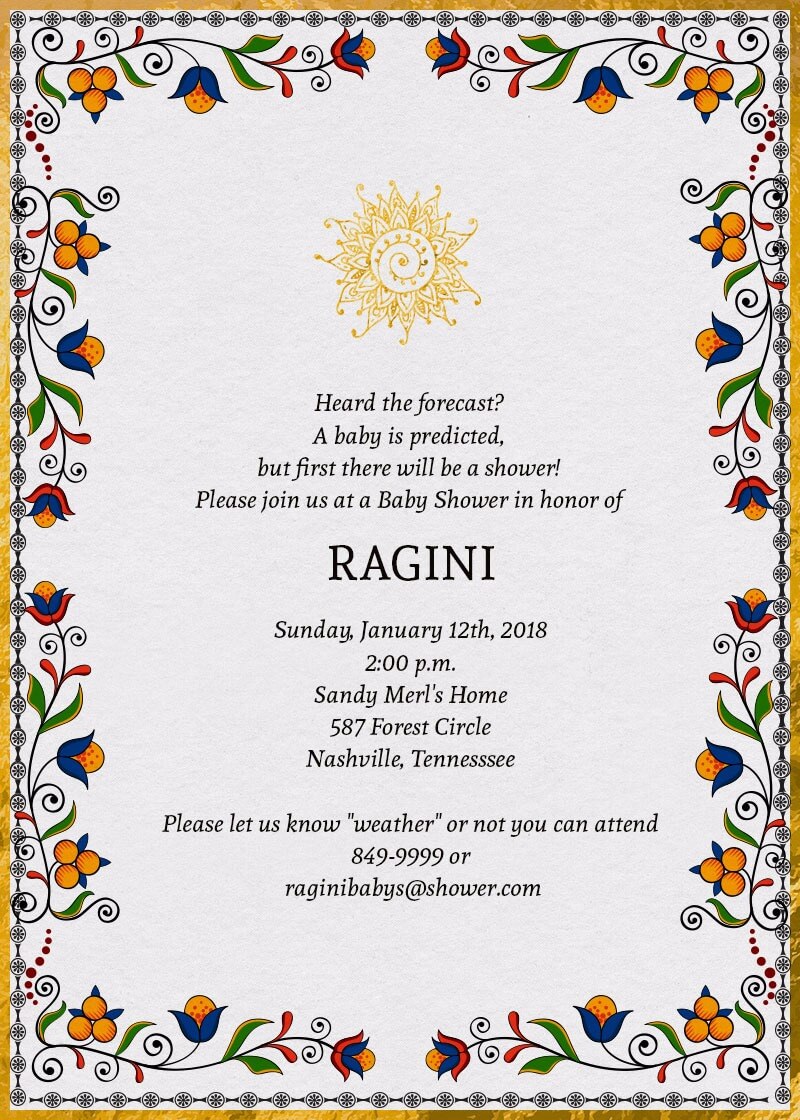 Heard the forecast?
A baby is predicted,
but first there will be a shower!
Please join us at a Baby Shower in honor of
RAGINI
Sunday, January 12th, 2018
2:00 p.m.
Sandy Merl's Home
587 Forest Circle
Nashville, Tennesssee
Please let us know "weather" or not you can attend
849-9999 or
raginibabys@shower.com